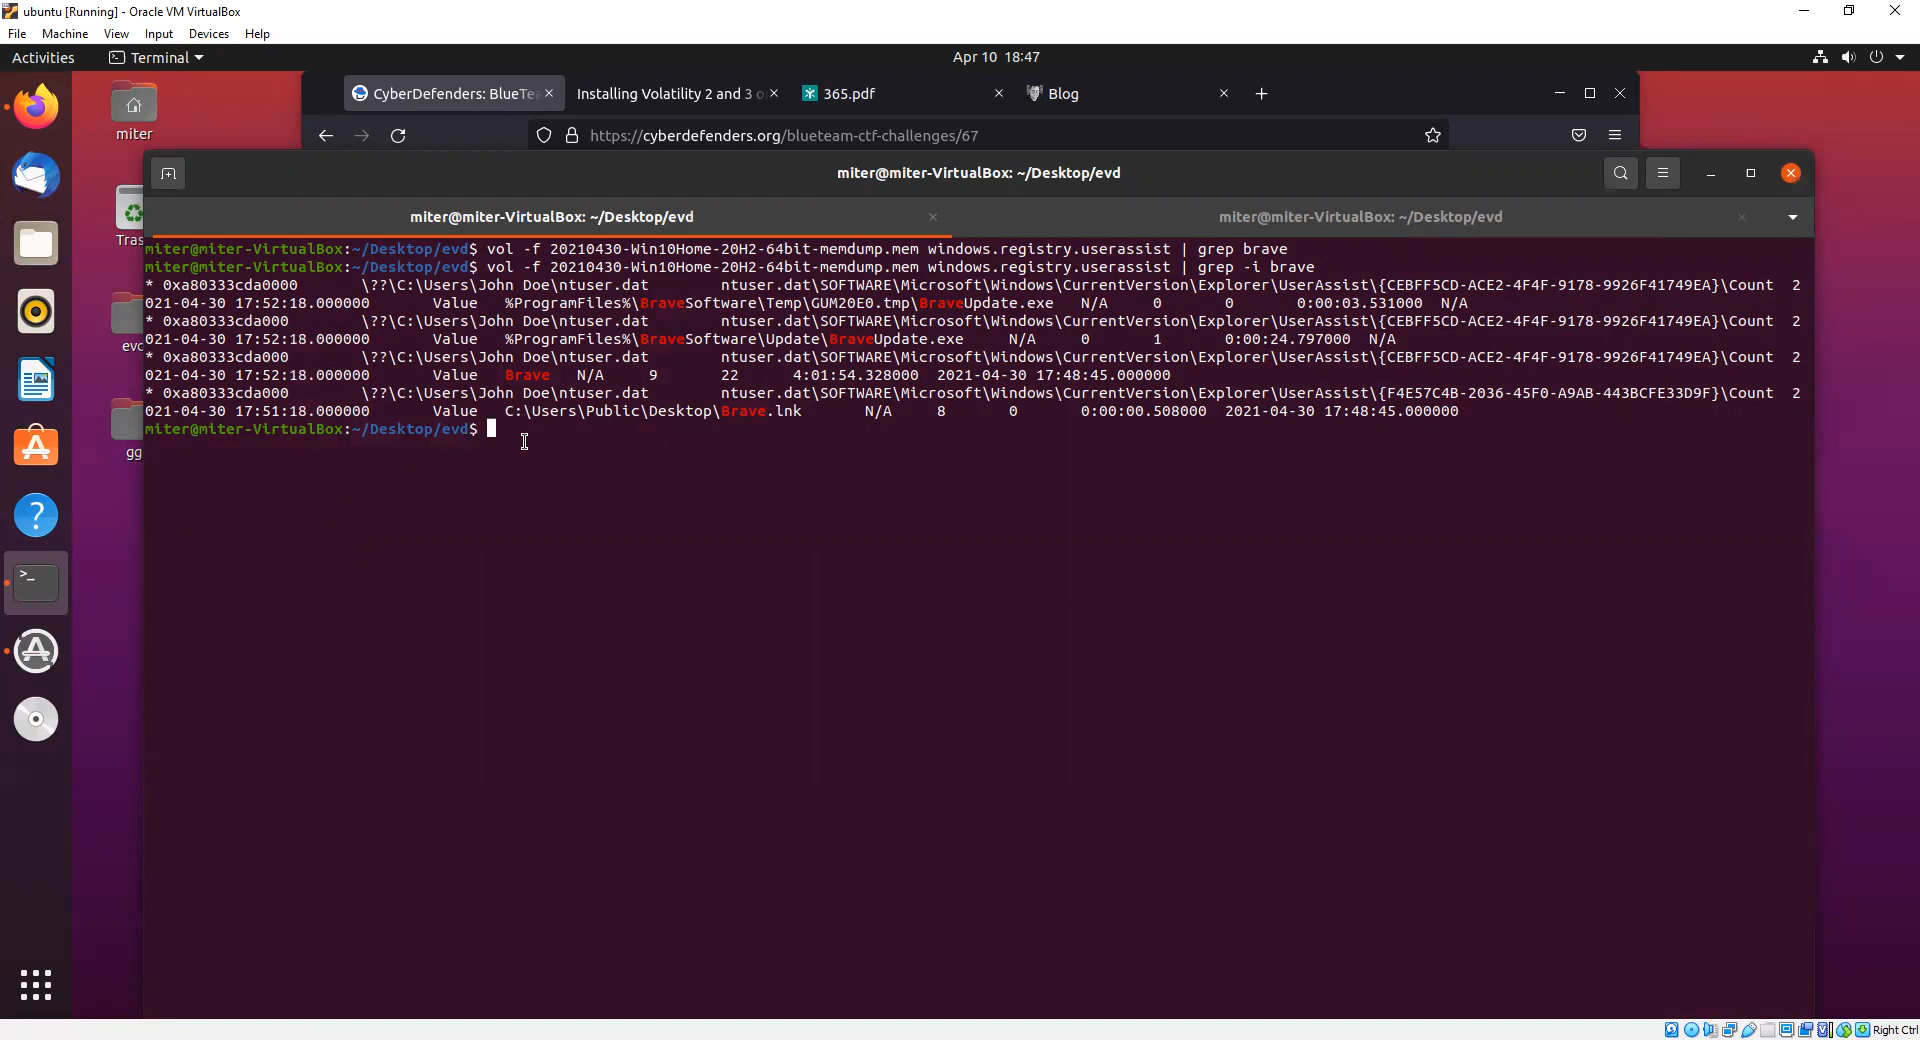 ubuntu [Running] - Oracle VM VirtualBox
File Machine View Input Devices Help
Activities Terminal Apr 10 18:47
CyberDefenders: BlueTea Installing Volatility 2 and 3 o 365.pdf Blog
https://cyberdefenders.org/blueteam-ctf-challenges/67
miter
Tras
evd
gg
miter@miter-VirtualBox: ~/Desktop/evd
miter@miter-VirtualBox: ~/Desktop/evd miter@miter-VirtualBox: ~/Desktop/evd
miter@miter-VirtualBox:~/Desktop/evd$ vol -f 20210430-Win10Home-20H2-64bit-memdump.mem windows.registry.userassist | grep brave
miter@miter-VirtualBox:~/Desktop/evd$ vol -f 20210430-Win10Home-20H2-64bit-memdump.mem windows.registry.userassist | grep -i brave
* 0xa80333cda0000 \??\C:\Users\John Doe\ntuser.dat ntuser.dat\SOFTWARE\Microsoft\Windows\CurrentVersion\Explorer\UserAssist\{CEBFF5CD-ACE2-4F4F-9178-9926F41749EA}\Count 2
021-04-30 17:52:18.000000 Value %ProgramFiles%\BraveSoftware\Temp\GUM20E0.tmp\BraveUpdate.exe N/A 0 0 0:00:03.531000 N/A
* 0xa80333cda000 \??\C:\Users\John Doe\ntuser.dat ntuser.dat\SOFTWARE\Microsoft\Windows\CurrentVersion\Explorer\UserAssist\{CEBFF5CD-ACE2-4F4F-9178-9926F41749EA}\Count 2
021-04-30 17:52:18.000000 Value %ProgramFiles%\BraveSoftware\Update\BraveUpdate.exe N/A 0 1 0:00:24.797000 N/A
* 0xa80333cda000 \??\C:\Users\John Doe\ntuser.dat ntuser.dat\SOFTWARE\Microsoft\Windows\CurrentVersion\Explorer\UserAssist\{CEBFF5CD-ACE2-4F4F-9178-9926F41749EA}\Count 2
021-04-30 17:52:18.000000 Value Brave N/A 9 22 4:01:54.328000 2021-04-30 17:48:45.000000
* 0xa80333cda000 \??\C:\Users\John Doe\ntuser.dat ntuser.dat\SOFTWARE\Microsoft\Windows\CurrentVersion\Explorer\UserAssist\{F4E57C4B-2036-45F0-A9AB-443BCFE33D9F}\Count 2
021-04-30 17:51:18.000000 Value C:\Users\Public\Desktop\Brave.lnk N/A 8 0 0:00:00.508000 2021-04-30 17:48:45.000000
miter@miter-VirtualBox:~/Desktop/evd$
Right Ctrl